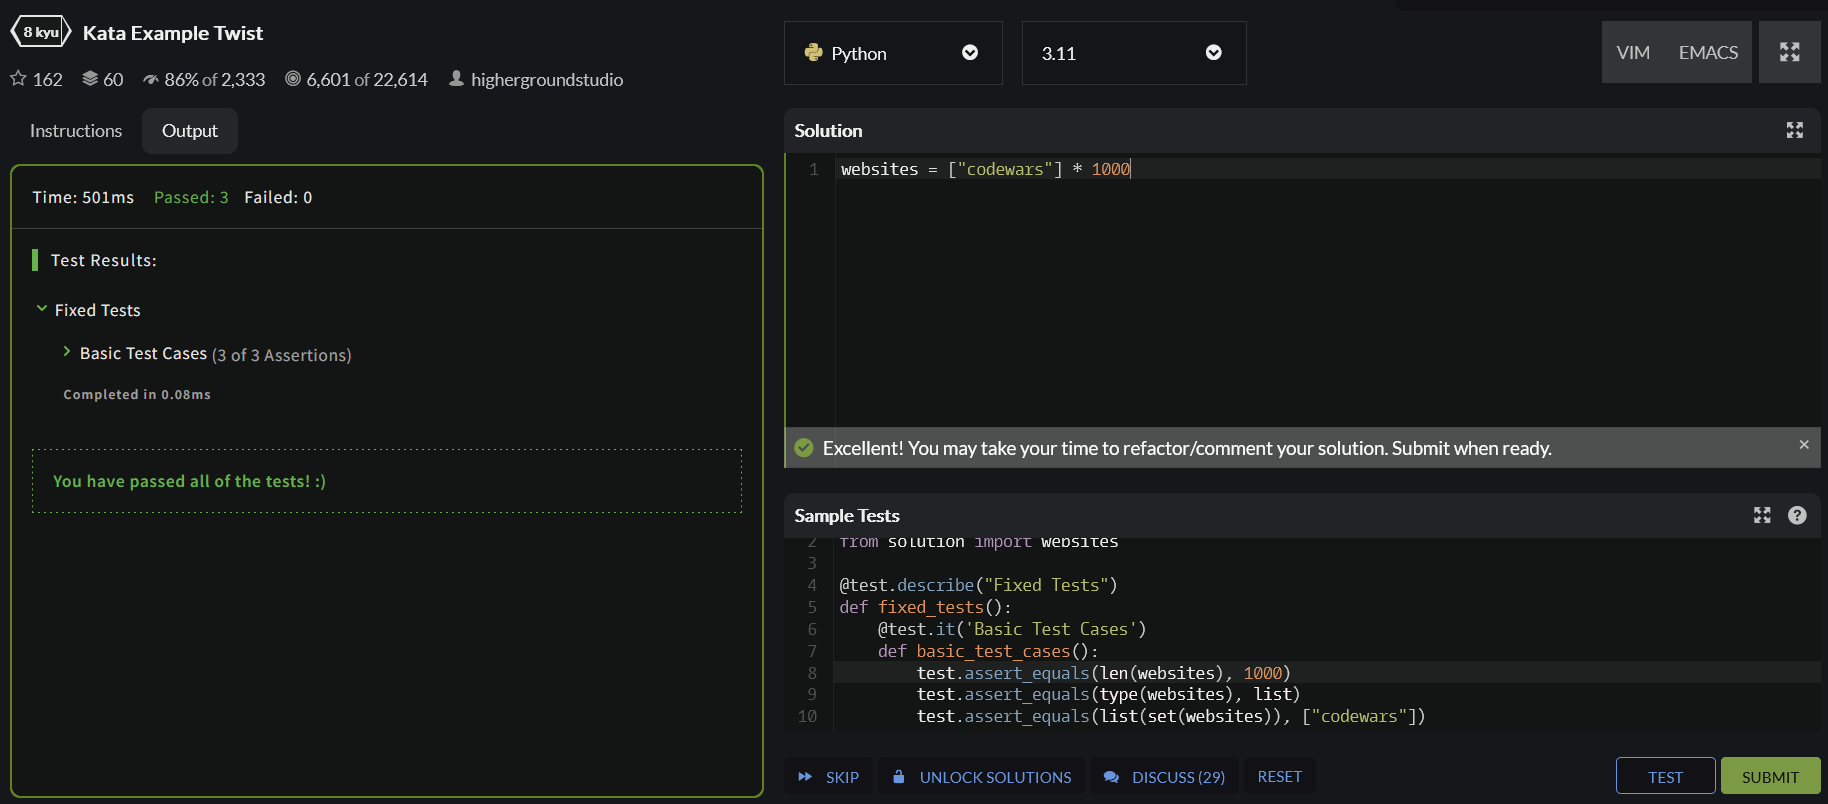 8 kyu Kata Example Twist
162 60 86% of 2,333 6,601 of 22,614 highergroundstudio
Instructions Output
Time: 501ms Passed: 3 Failed: 0
Test Results:
Fixed Tests
Basic Test Cases (3 of 3 Assertions)
Completed in 0.08ms
You have passed all of the tests! :)
Python 3.11 VIM EMACS
Solution
1 websites = ["codewars"] * 1000
Excellent! You may take your time to refactor/comment your solution. Submit when ready. ×
Sample Tests ?
2 from solution import websites
3
4 @test.describe("Fixed Tests")
5 def fixed_tests():
6     @test.it('Basic Test Cases')
7     def basic_test_cases():
8         test.assert_equals(len(websites), 1000)
9         test.assert_equals(type(websites), list)
10         test.assert_equals(list(set(websites)), ["codewars"])
SKIP UNLOCK SOLUTIONS DISCUSS (29) RESET TEST SUBMIT